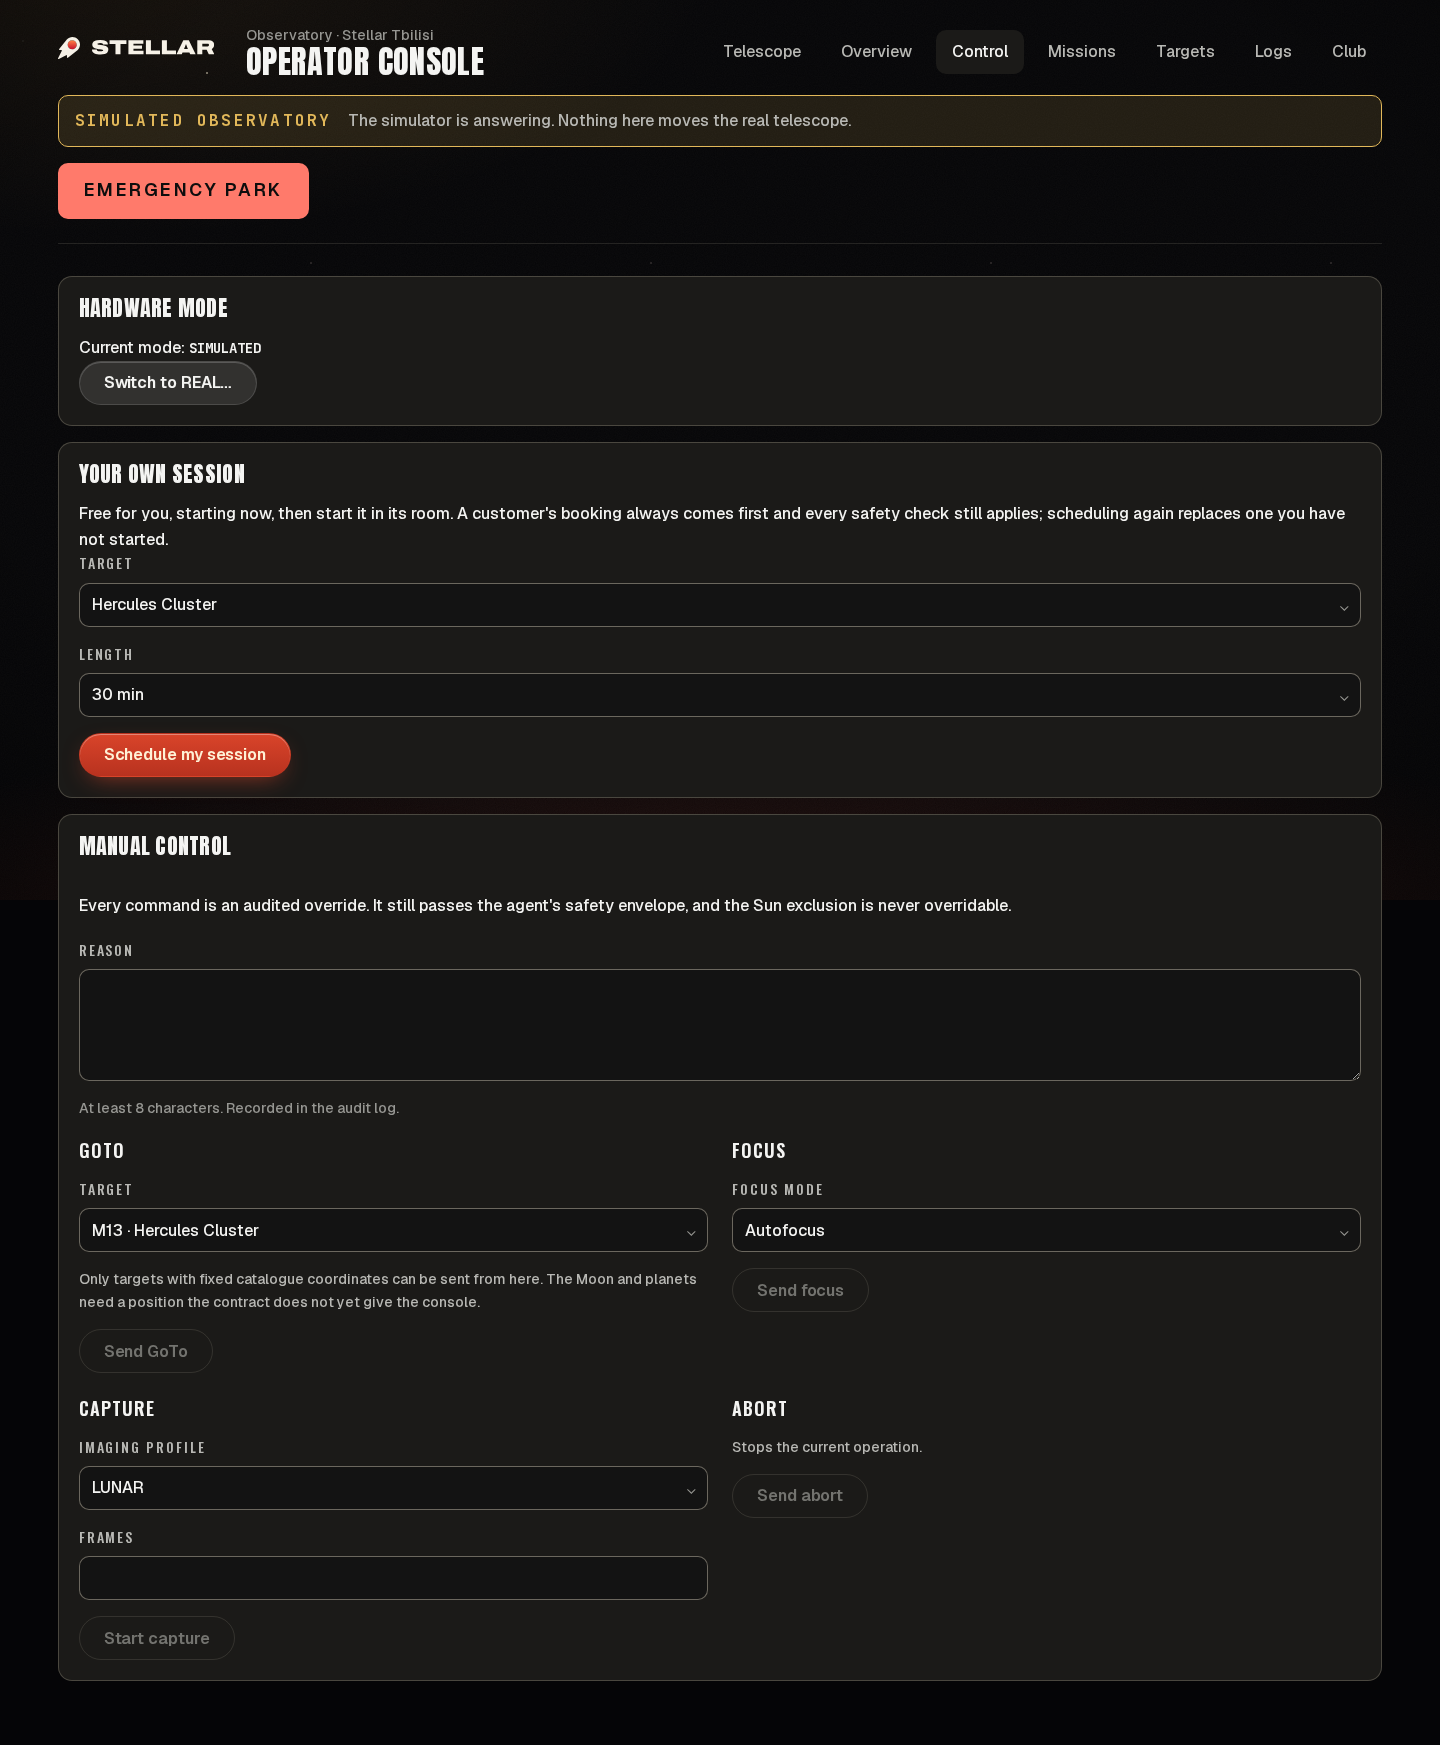 STELLAR
Observatory · Stellar Tbilisi
OPERATOR CONSOLE
Telescope
Overview
Control
Missions
Targets
Logs
Club
SIMULATED OBSERVATORY The simulator is answering. Nothing here moves the real telescope.
EMERGENCY PARK
HARDWARE MODE
Current mode: SIMULATED
Switch to REAL...
YOUR OWN SESSION
Free for you, starting now, then start it in its room. A customer's booking always comes first and every safety check still applies; scheduling again replaces one you have
not started.
TARGET
Hercules Cluster
LENGTH
30 min
Schedule my session
MANUAL CONTROL
Every command is an audited override. It still passes the agent's safety envelope, and the Sun exclusion is never overridable.
REASON
At least 8 characters. Recorded in the audit log.
GOTO
TARGET
M13 · Hercules Cluster
Only targets with fixed catalogue coordinates can be sent from here. The Moon and planets
need a position the contract does not yet give the console.
Send GoTo
FOCUS
FOCUS MODE
Autofocus
Send focus
CAPTURE
IMAGING PROFILE
LUNAR
FRAMES
Start capture
ABORT
Stops the current operation.
Send abort